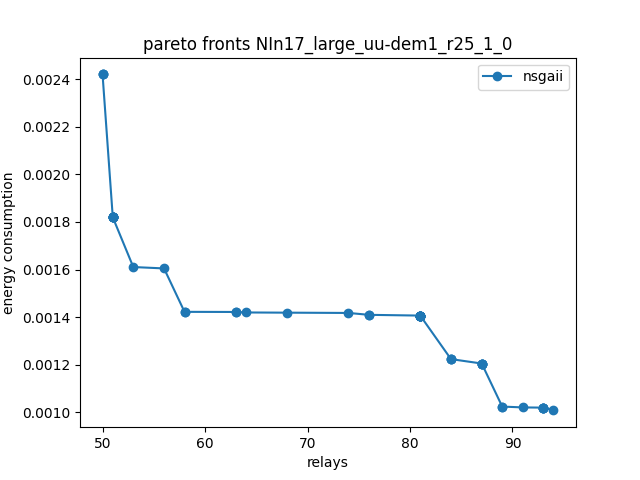 pareto fronts NIn17_large_uu-dem1_r25_1_0
nsgaii
energy consumption
0.0024
0.0022
0.0020
0.0018
0.0016
0.0014
0.0012
0.0010
50 60 70 80 90
relays